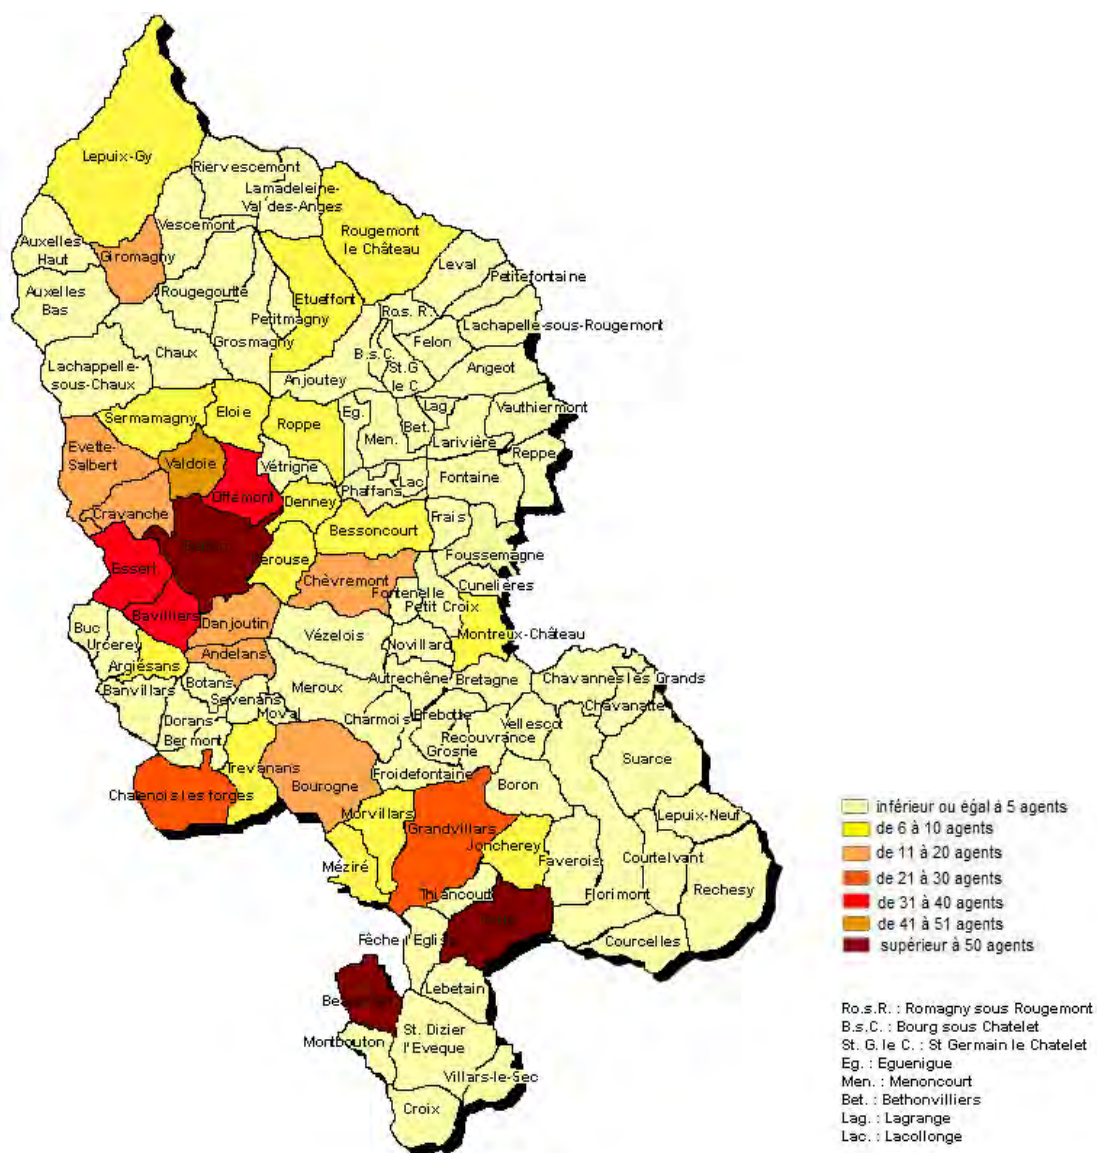 Lepuix-Gy
Riervescemont
Lamadeleine-
Val des-Anges
Vescemont
Rougemont
le Château
Auxelles
Haut
Giromagny
Leval
Petitefontaine
Auxelles
Bas
Rougegoutte
Etueffont
Petitmagny
Ro.s. R.
Lachapelle-sous-Rougemont
Grosmagny
Felon
Chaux
B.s.C.
St.G
le C.
Angeot
Lachappelle-
sous-Chaux
Anjoutey
Sermamagny
Eloie
Roppe
Eg.
Lag.
Vauthiermont
Men.
Bet.
Larivière
Evette-
Salbert
Valdoie
Vétrigne
Reppe
Fontaine
Offémont
Phaffans
Lac.
Denney
Cravanche
Bessoncourt
Frais
Foussemagne
Essert
Chèvremont
Cunelières
Fontenelle
Petit Croix
Bavilliers
Danjoutin
Buc
Vézelois
Montreux-Château
Urcerey
Novillard
Andelans
Argiésans
Botans
Autrechêne
Bretagne
Chavannes les Grands
Banvillars
Meroux
Sevenans
Moval
Chavanatte
Dorans
Charmois
Brebotte
Vellescot
Bermont
Recouvrance
Grosne
Suarce
Trevenans
Froidefontaine
Bourogne
Boron
Chatenois les forges
Morvillars
Grandvillars
Lepuix-Neuf
Joncherey
Méziré
Faverois
Courtelvant
Thiancourt
Florimont
Rechesy
Fêche l'Eglise
Courcelles
Lebetain
St. Dizier
l'Eveque
Montbouton
Villars-le-Sec
Croix
inférieur ou égal à 5 agents
de 6 à 10 agents
de 11 à 20 agents
de 21 à 30 agents
de 31 à 40 agents
de 41 à 51 agents
supérieur à 50 agents
Ro.s.R. : Romagny sous Rougemont
B.s.C. : Bourg sous Chatelet
St. G. le C. : St Germain le Chatelet
Eg. : Eguenigue
Men. : Menoncourt
Bet. : Bethonvilliers
Lag. : Lagrange
Lac. : Lacollonge